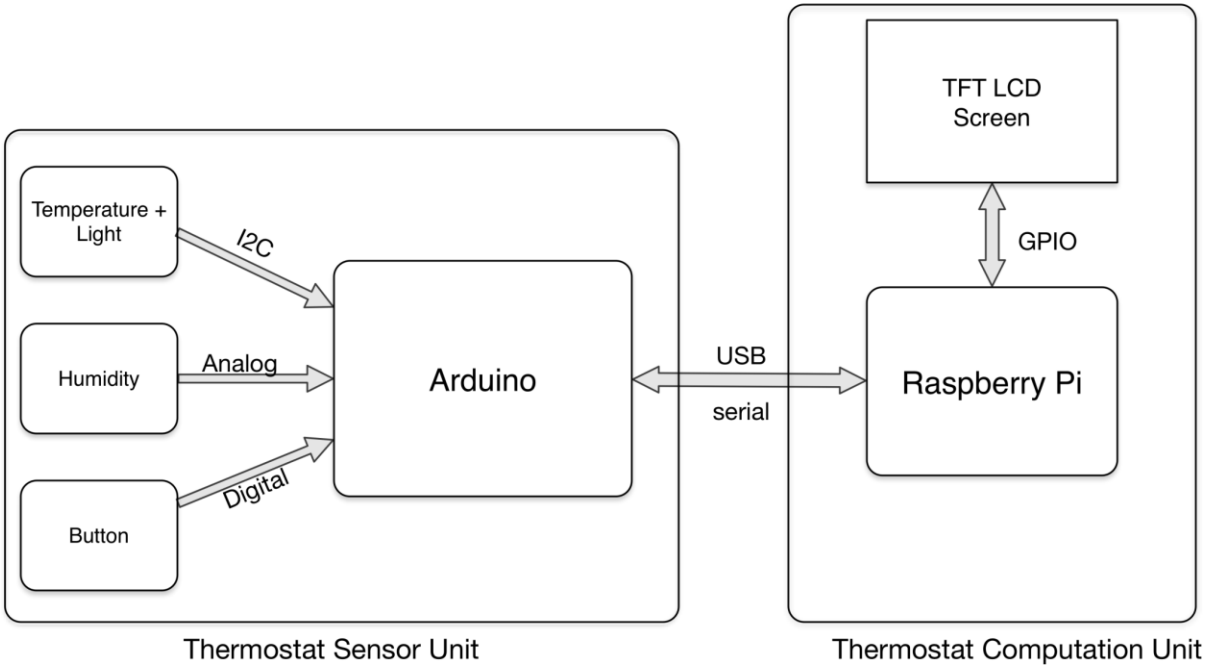 TFT LCD
Screen
Temperature +
Light
I2C
GPIO
Humidity
Analog
Arduino
USB
serial
Raspberry Pi
Digital
Button
Thermostat Sensor Unit
Thermostat Computation Unit